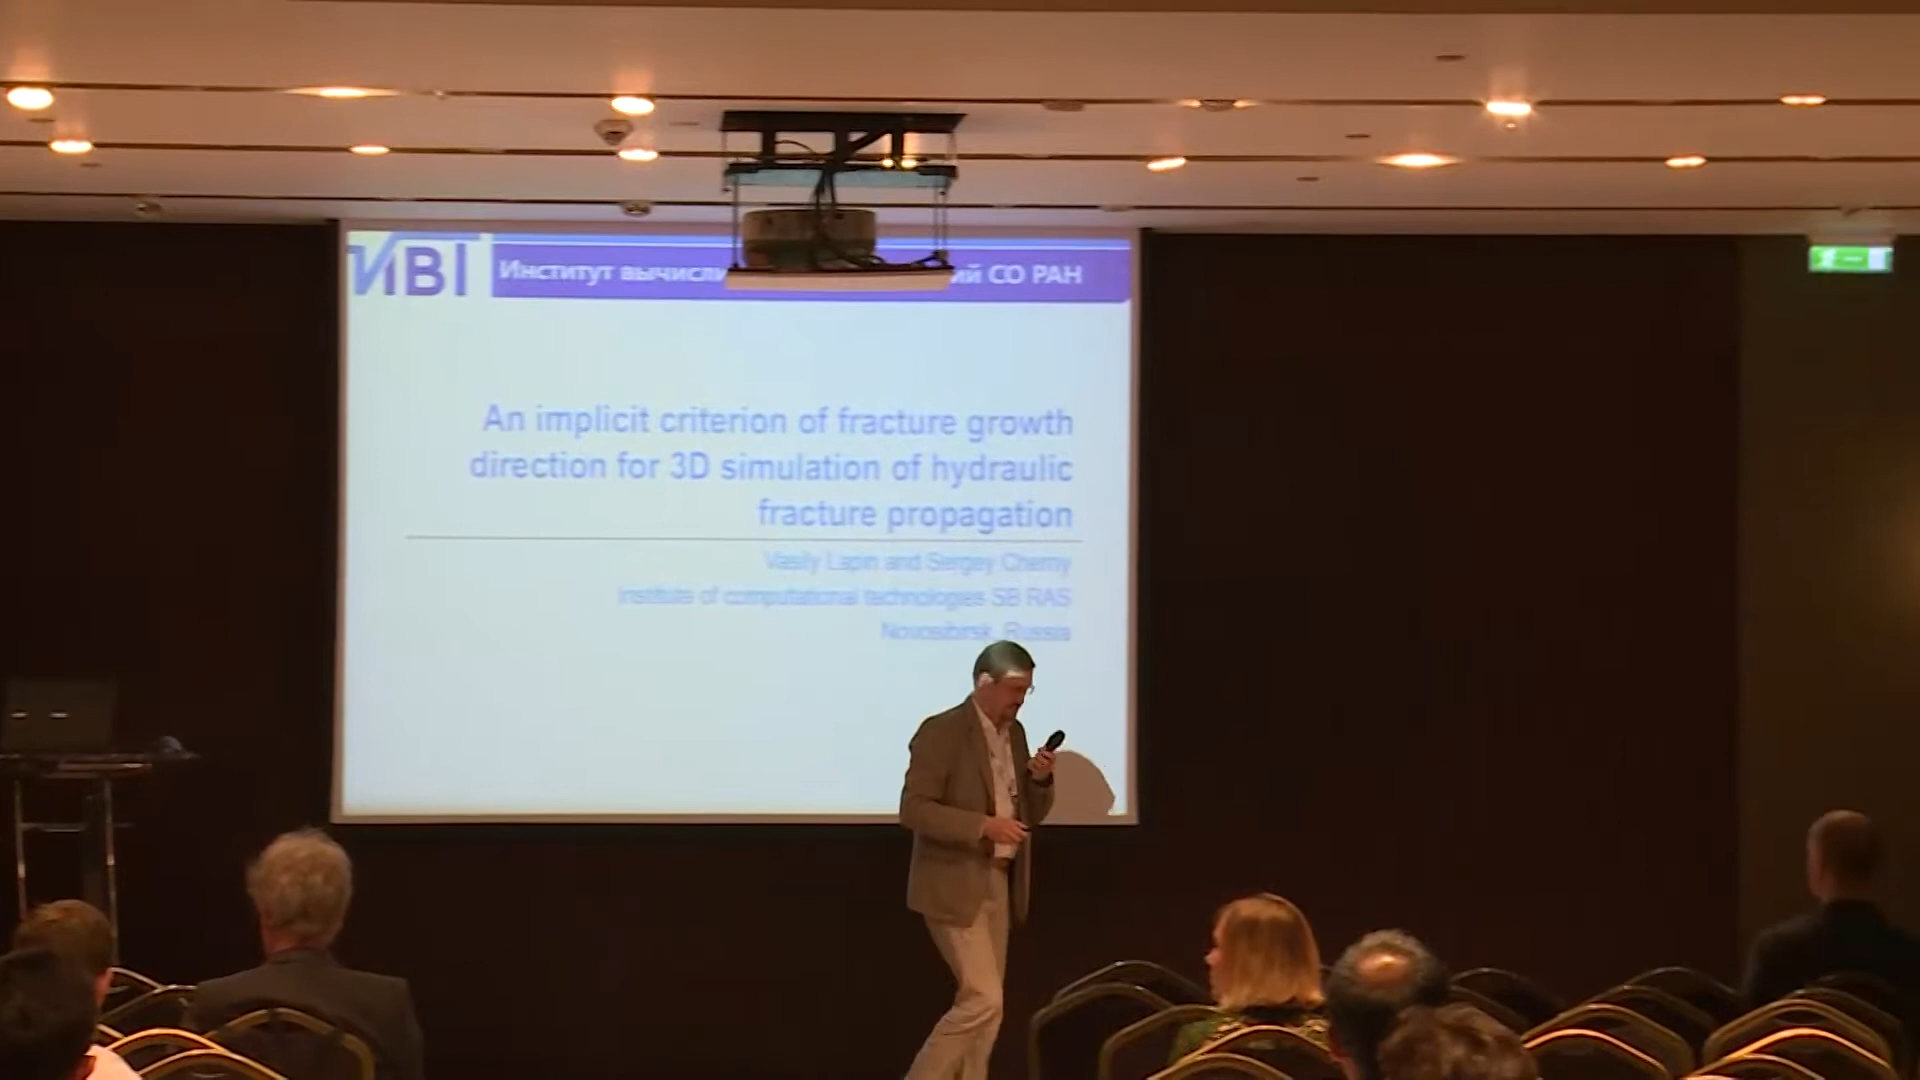 ИВТ
Институт вычисли ий СО РАН
An implicit criterion of fracture growth
direction for 3D simulation of hydraulic
fracture propagation
Vasily Lapin and Sergey Cherny
Institute of computational technologies SB RAS
Novosibirsk, Russia